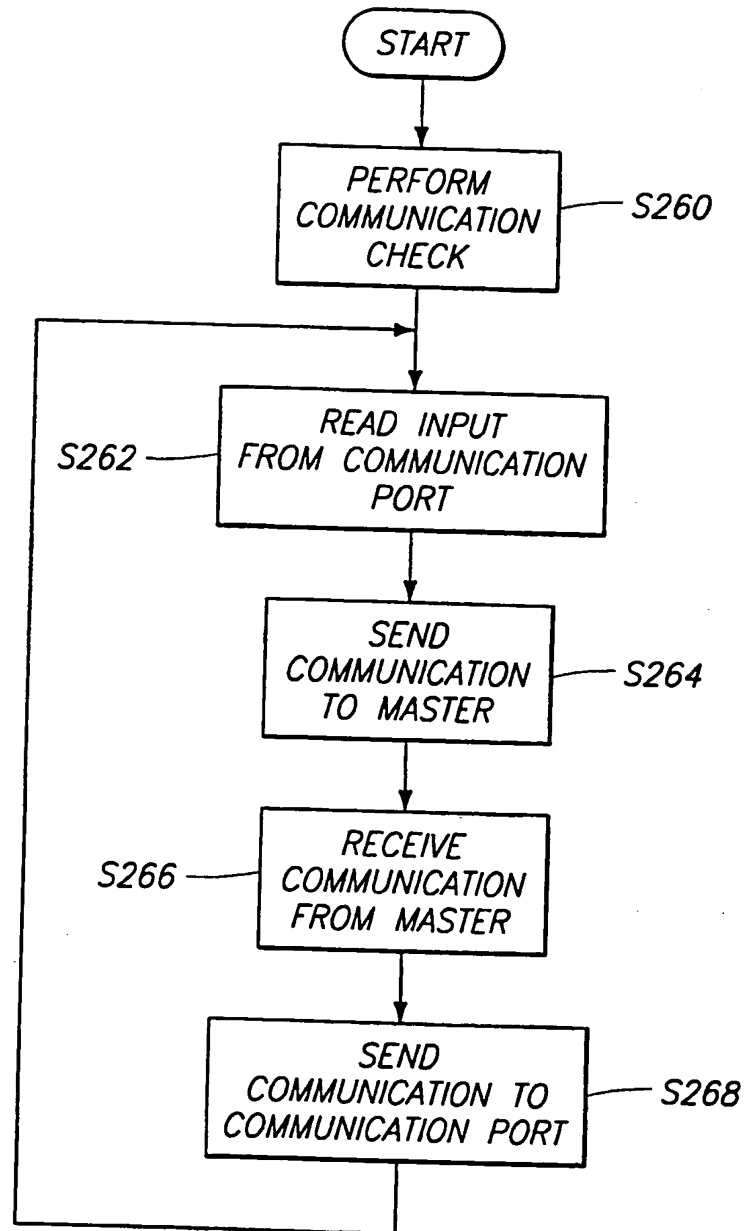 START
PERFORM
COMMUNICATION
CHECK
S260
READ INPUT
FROM COMMUNICATION
PORT
S262
SEND
COMMUNICATION
TO MASTER
S264
RECEIVE
COMMUNICATION
FROM MASTER
S266
SEND
COMMUNICATION TO
COMMUNICATION PORT
S268